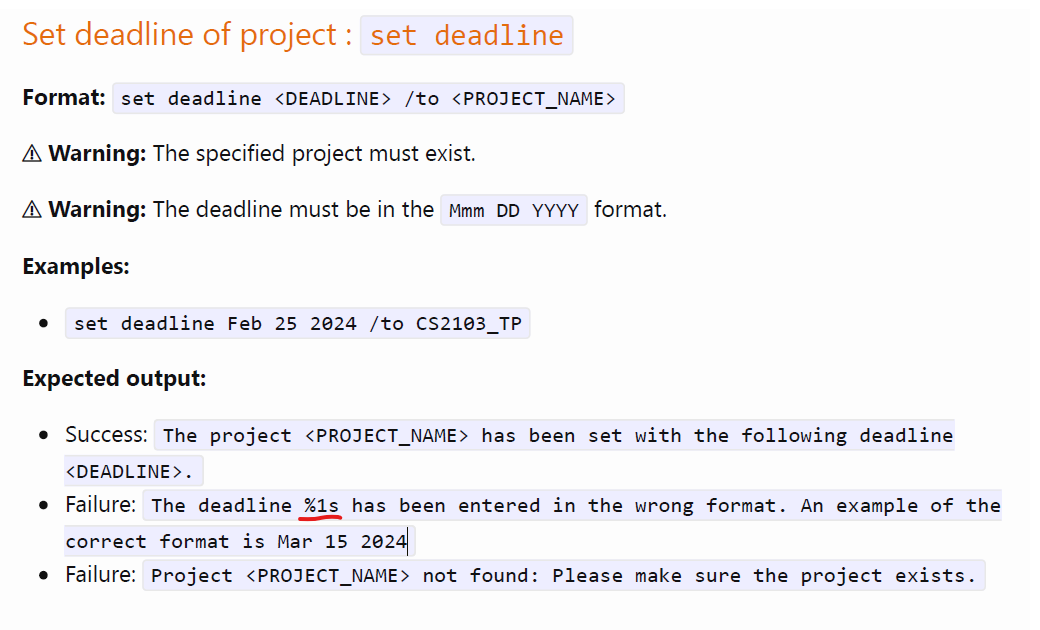 Set deadline of project : set deadline
Format: set deadline <DEADLINE> /to <PROJECT_NAME>
⚠ Warning: The specified project must exist.
⚠ Warning: The deadline must be in the Mmm DD YYYY format.
Examples:
• set deadline Feb 25 2024 /to CS2103_TP
Expected output:
• Success: The project <PROJECT_NAME> has been set with the following deadline
<DEADLINE>.
• Failure: The deadline %1s has been entered in the wrong format. An example of the
correct format is Mar 15 2024
• Failure: Project <PROJECT_NAME> not found: Please make sure the project exists.